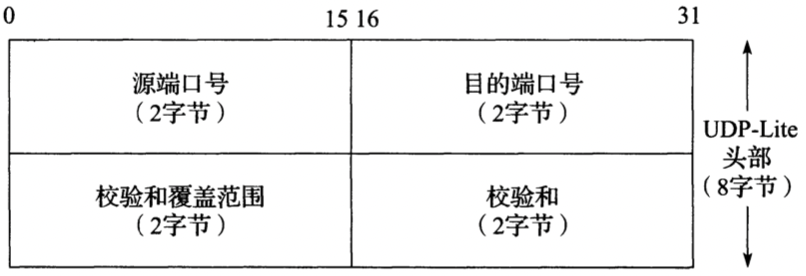 0 15 16 31
源端口号 目的端口号
（2字节） （2字节）
UDP-Lite
头部
（8字节）
校验和覆盖范围 校验和
（2字节） （2字节）